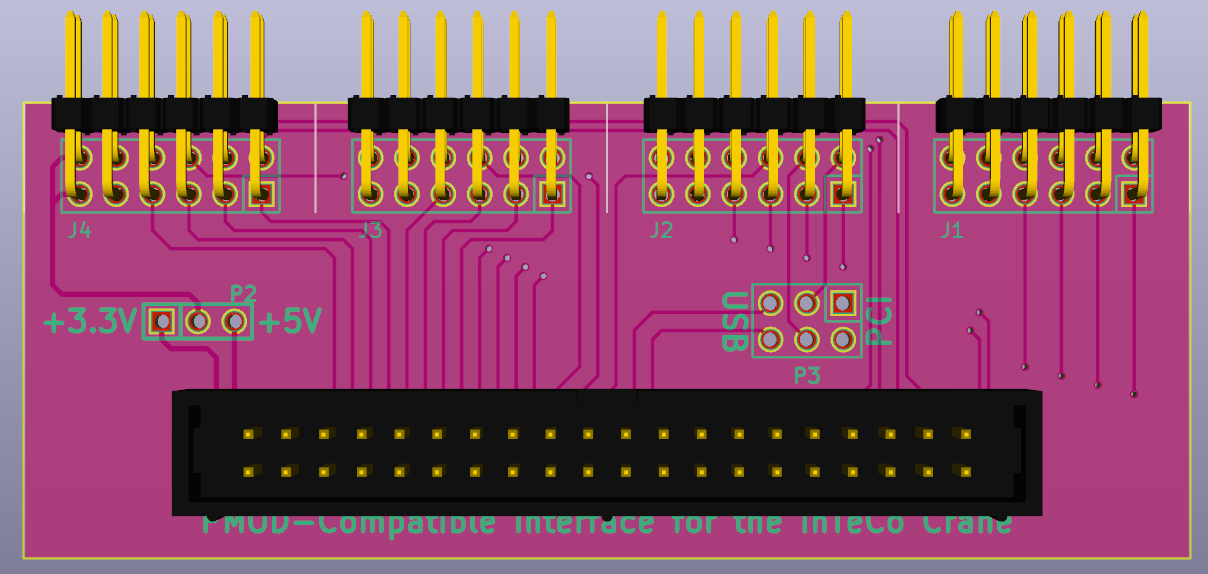 J4
J3
J2
J1
+3.3V
P2
+5V
USB
PCI
P3
PMOD-Compatible Interface for the InTeCo Crane